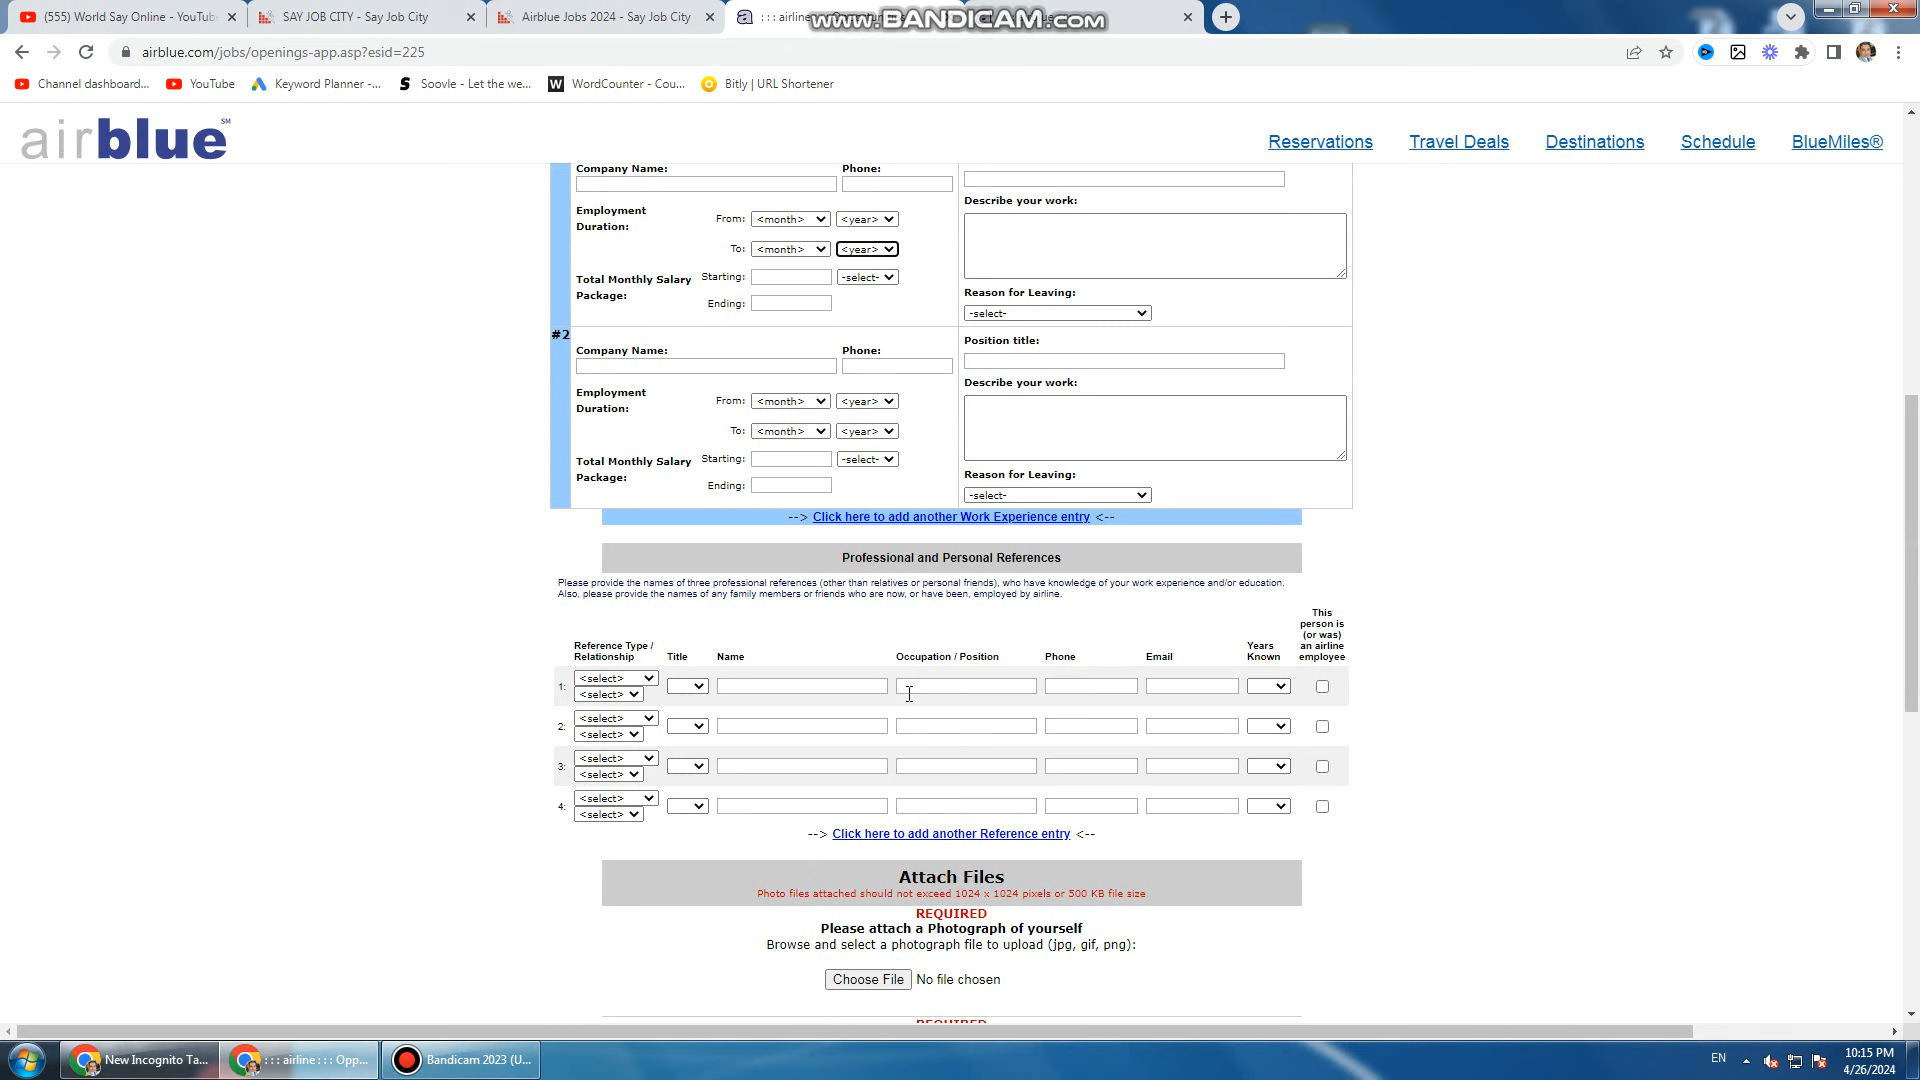 (555) World Say Online - YouTub
SAY JOB CITY - Say Job City
Airblue Jobs 2024 - Say Job City
WWW.BANDICAM.COM
airblue.com/jobs/openings-app.asp?esid=225
Channel dashboard...
YouTube
Keyword Planner -...
Soovle - Let the we...
WordCounter - Cou...
Bitly | URL Shortener
airblue SM
Reservations
Travel Deals
Destinations
Schedule
BlueMiles®
Company Name:
Phone:
Describe your work:
Employment
Duration:
From:
<month>
<year>
To:
<month>
<year>
Total Monthly Salary
Package:
Starting:
-select-
Ending:
Reason for Leaving:
-select-
#2
Position title:
Company Name:
Phone:
Describe your work:
Employment
Duration:
From:
<month>
<year>
To:
<month>
<year>
Total Monthly Salary
Package:
Starting:
-select-
Ending:
Reason for Leaving:
-select-
--> Click here to add another Work Experience entry <--
Professional and Personal References
Please provide the names of three professional references (other than relatives or personal friends), who have knowledge of your work experience and/or education.
Also, please provide the names of any family members or friends who are now, or have been, employed by airline.
Reference Type /
Relationship
Title
Name
Occupation / Position
Phone
Email
Years
Known
This
person is
(or was)
an airline
employee
1:
<select>
<select>
2:
<select>
<select>
3:
<select>
<select>
4:
<select>
<select>
--> Click here to add another Reference entry <--
Attach Files
Photo files attached should not exceed 1024 x 1024 pixels or 500 KB file size
REQUIRED
Please attach a Photograph of yourself
Browse and select a photograph file to upload (jpg, gif, png):
Choose File No file chosen
REQUIRED
New Incognito Ta...
: : : airline : : : Opp...
Bandicam 2023 (U...
EN
10:15 PM
4/26/2024